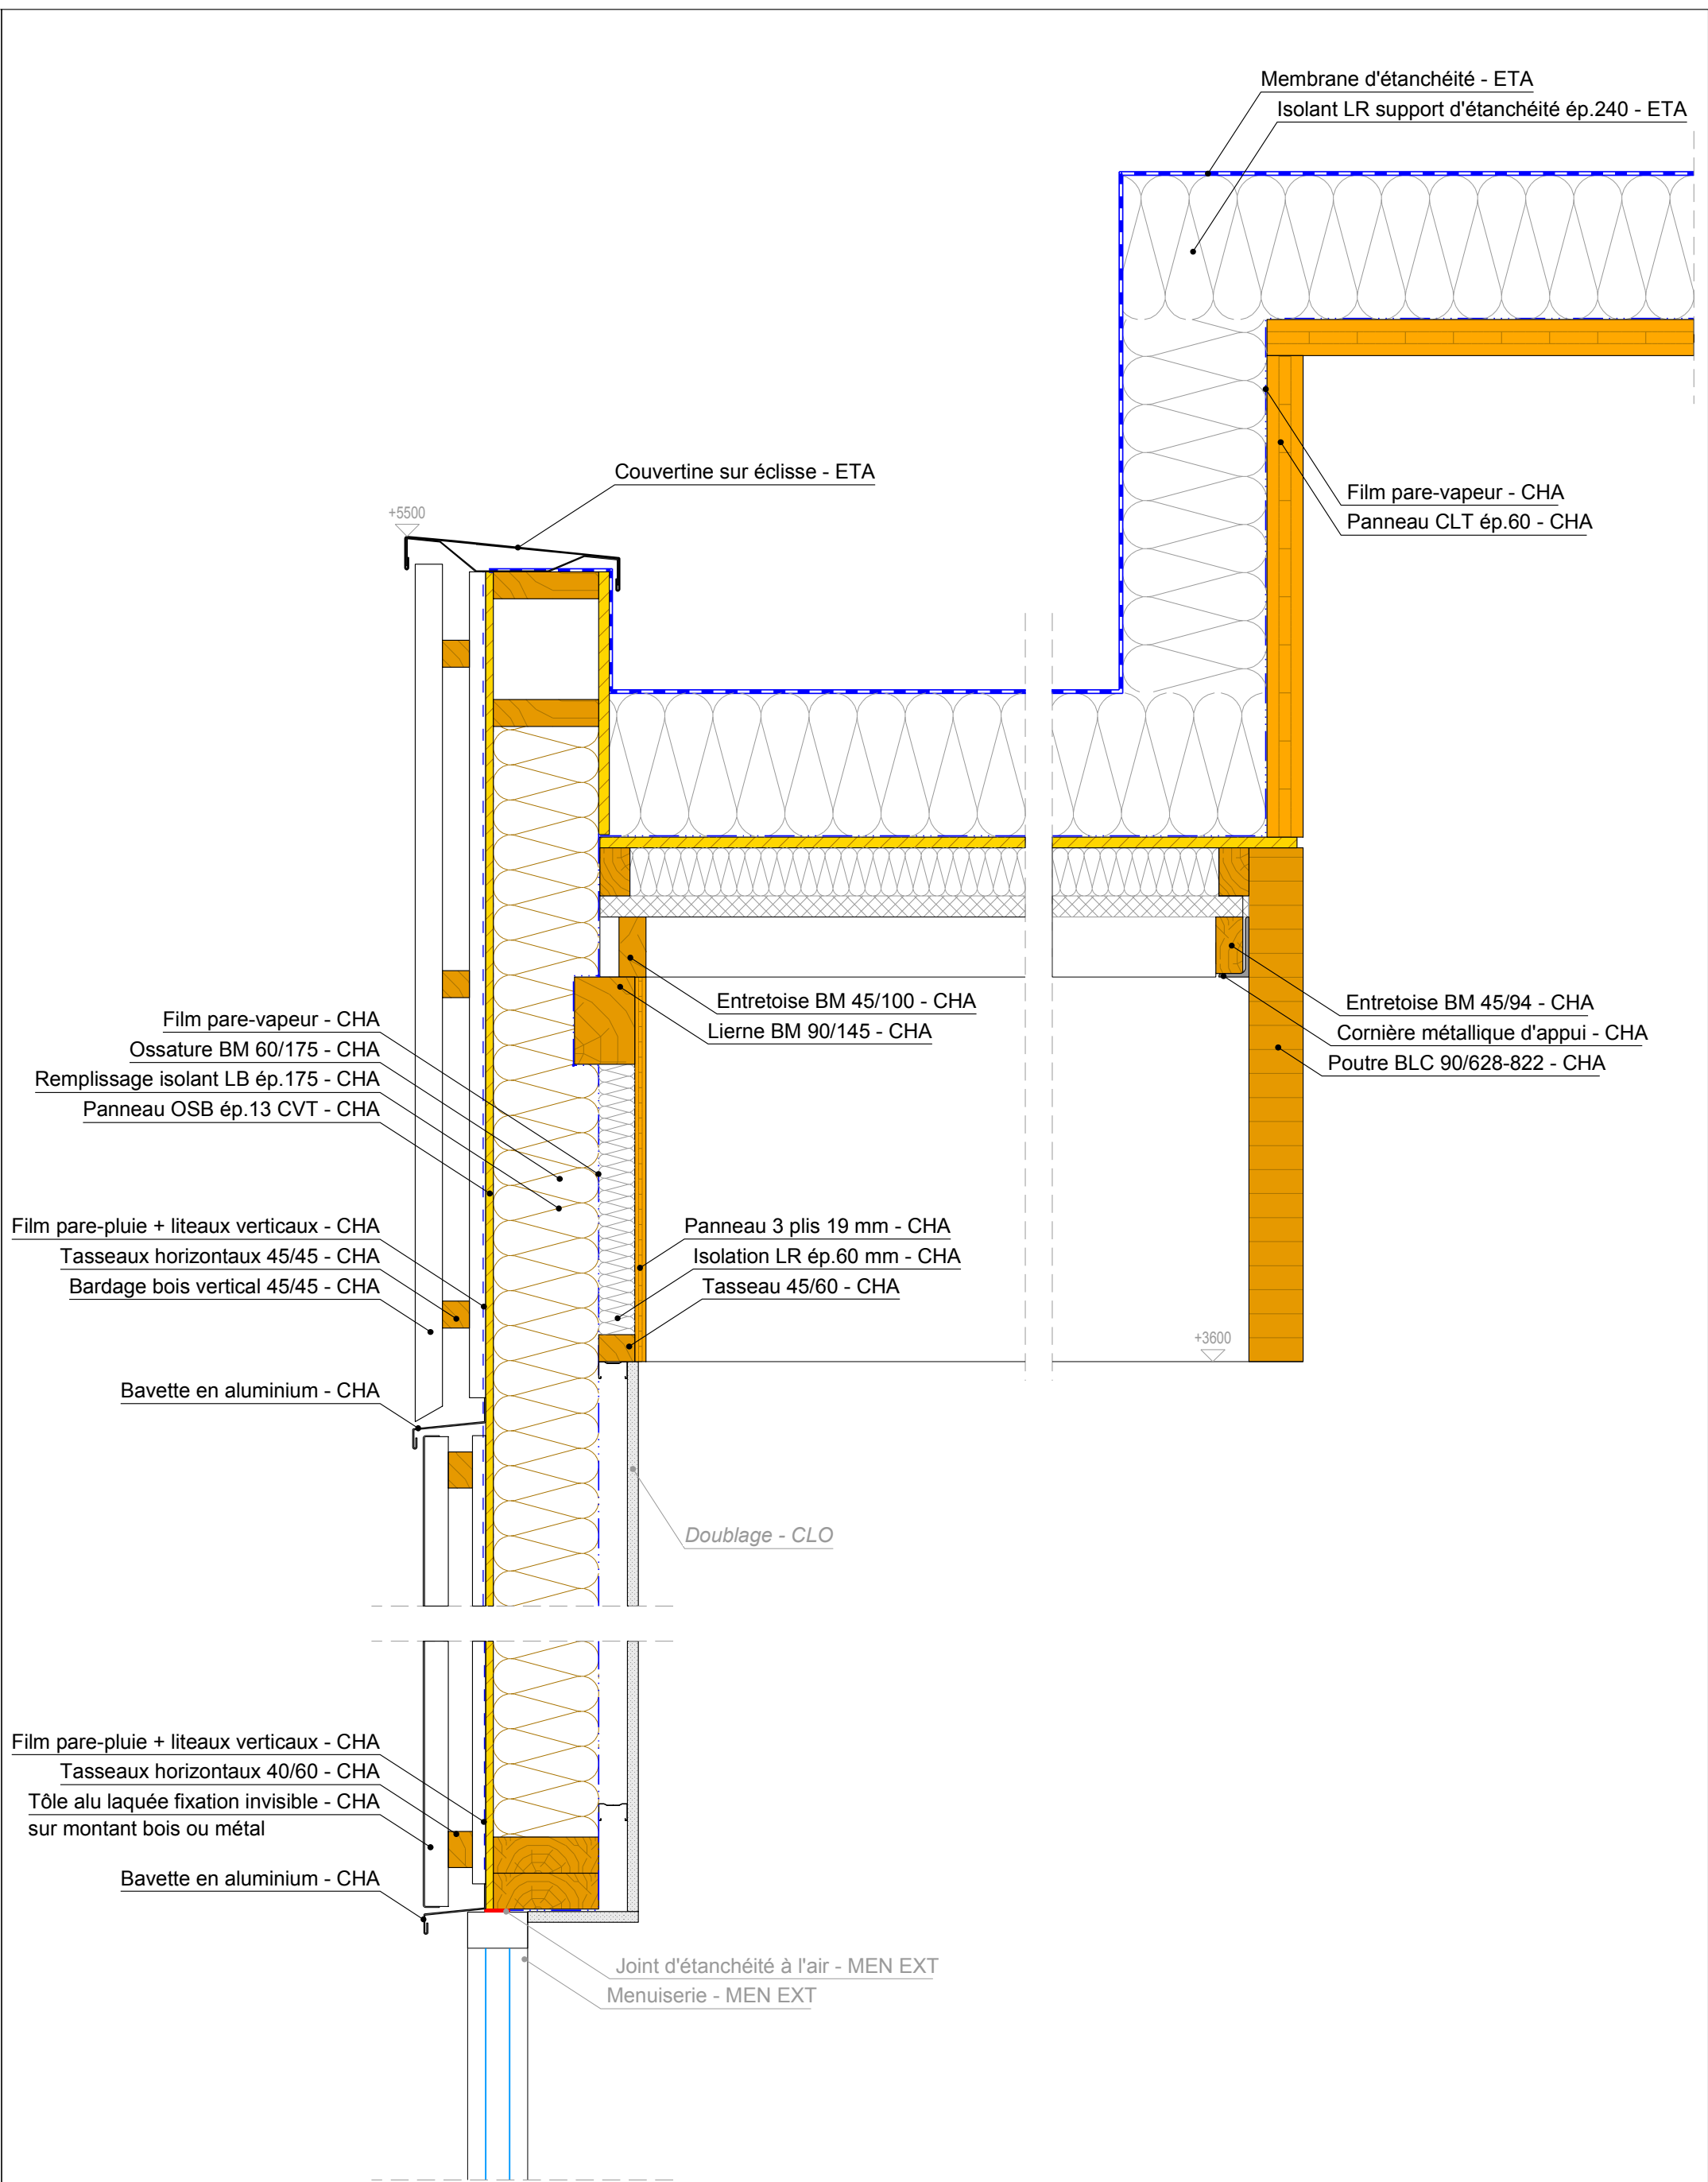 Membrane d'étanchéité - ETA
Isolant LR support d'étanchéité ép.240 - ETA
Couvertine sur éclisse - ETA
+5500
Film pare-vapeur - CHA
Panneau CLT ép.60 - CHA
Entretoise BM 45/100 - CHA
Lierne BM 90/145 - CHA
Entretoise BM 45/94 - CHA
Cornière métallique d'appui - CHA
Poutre BLC 90/628-822 - CHA
Film pare-vapeur - CHA
Ossature BM 60/175 - CHA
Remplissage isolant LB ép.175 - CHA
Panneau OSB ép.13 CVT - CHA
Film pare-pluie + liteaux verticaux - CHA
Tasseaux horizontaux 45/45 - CHA
Bardage bois vertical 45/45 - CHA
Panneau 3 plis 19 mm - CHA
Isolation LR ép.60 mm - CHA
Tasseau 45/60 - CHA
+3600
Bavette en aluminium - CHA
Doublage - CLO
Film pare-pluie + liteaux verticaux - CHA
Tasseaux horizontaux 40/60 - CHA
Tôle alu laquée fixation invisible - CHA
sur montant bois ou métal
Bavette en aluminium - CHA
Joint d'étanchéité à l'air - MEN EXT
Menuiserie - MEN EXT